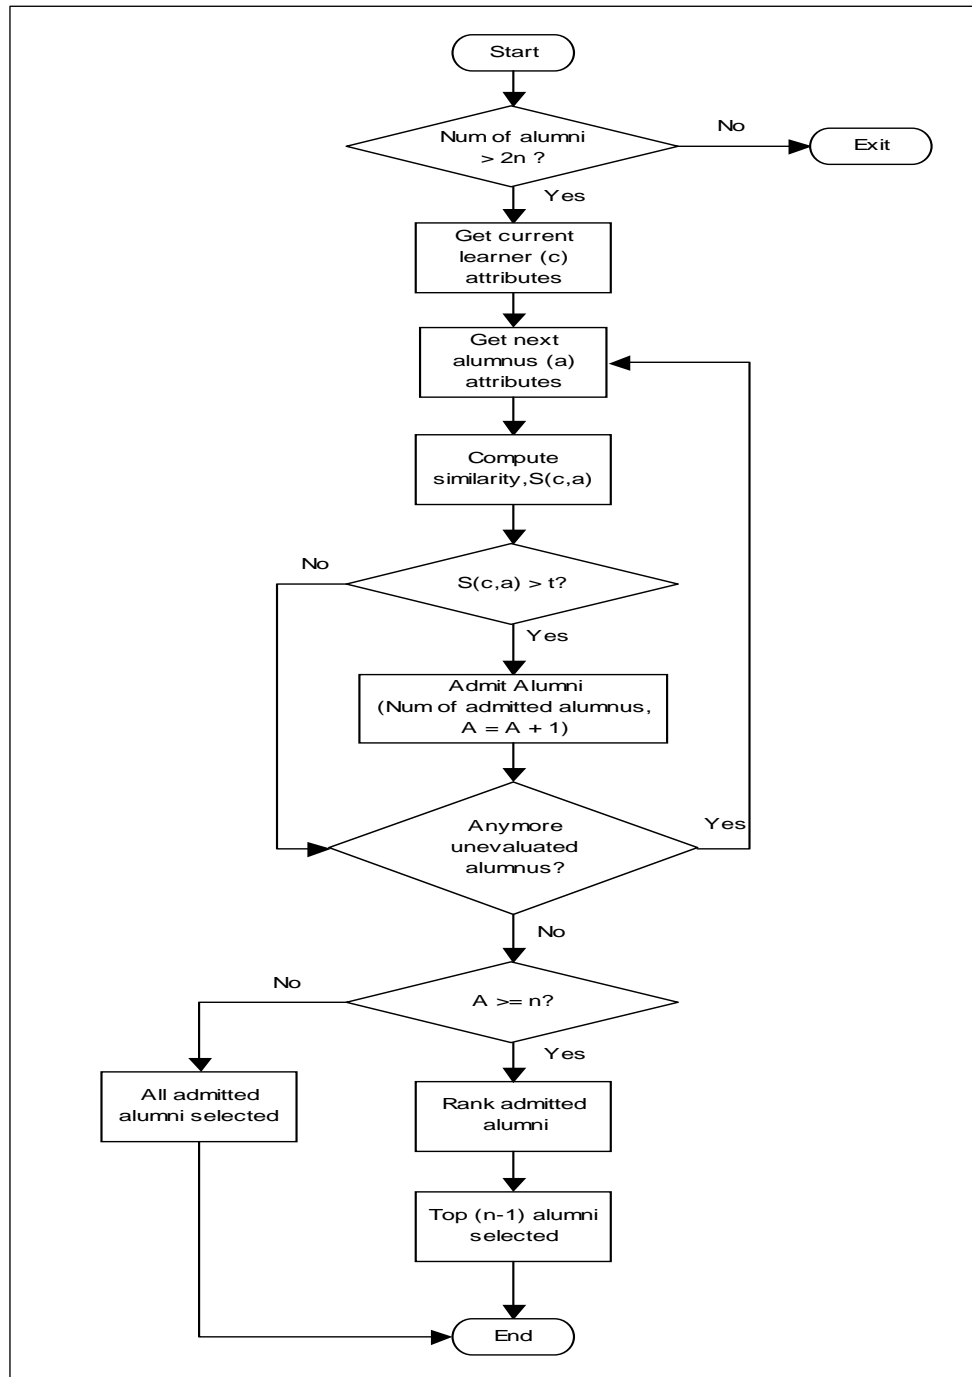 Start
Num of alumni
> 2n ?
No
Exit
Yes
Get current
learner (c)
attributes
Get next
alumnus (a)
attributes
Compute
similarity,S(c,a)
No
S(c,a) > t?
Yes
Admit Alumni
(Num of admitted alumnus,
A = A + 1)
Anymore
unevaluated
alumnus?
Yes
No
No
A >= n?
Yes
All admitted
alumni selected
Rank admitted
alumni
Top (n-1) alumni
selected
End